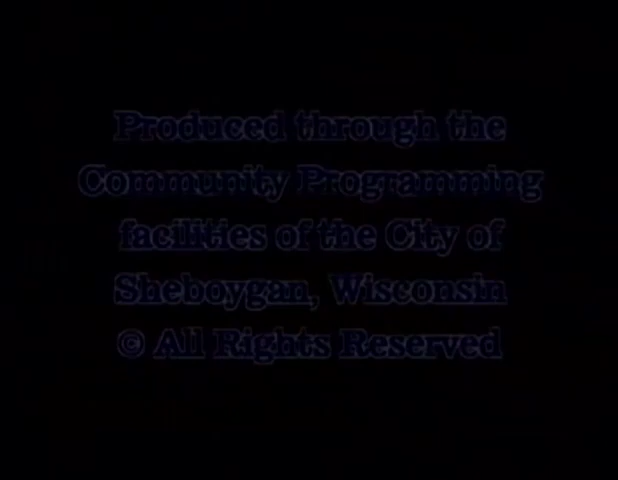 Produced through the
Community Programming
facilities of the City of
Sheboygan, Wisconsin
© All Rights Reserved